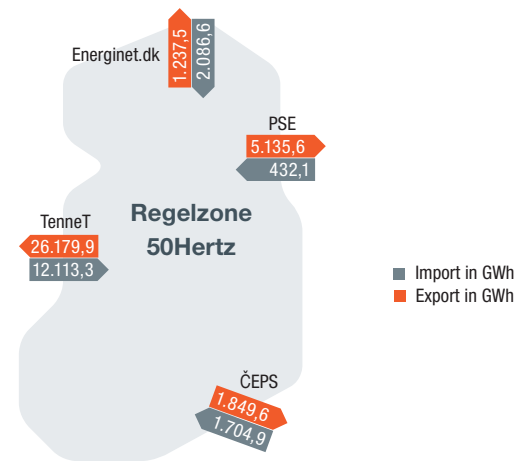 Energinet.dk
1.237,5
2.086,6
PSE
5.135,6
432,1
Regelzone
50Hertz
TenneT
26.179,9
12.113,3
Import in GWh
Export in GWh
ČEPS
1.849,6
1.704,9